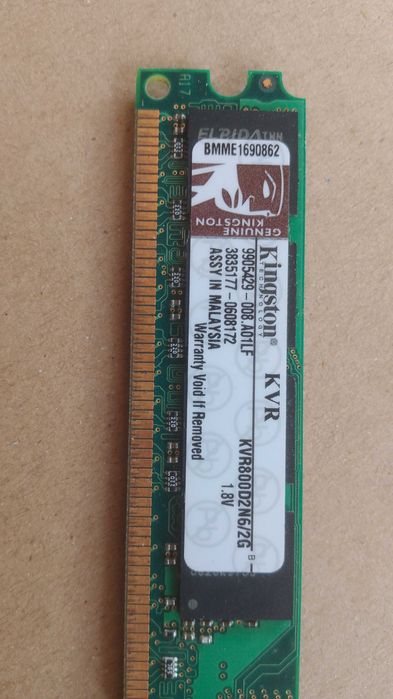 A17
ELPIDA
BMME1690862
GENUINE
KINGSTON
Kingston
TECHNOLOGY
KVR
9905429-008.A01LF
KVR800D2N6/2G
3835177-0608172
1.8V
ASSY IN MALAYSIA
Warranty Void If Removed